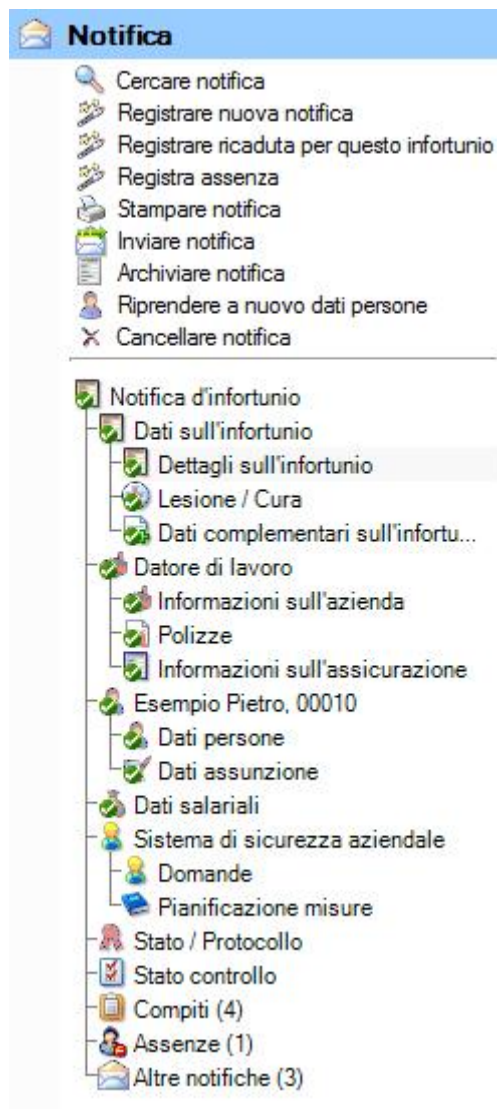 Notifica
Cercare notifica
Registrare nuova notifica
Registrare ricaduta per questo infortunio
Registra assenza
Stampare notifica
Inviare notifica
Archiviare notifica
Riprendere a nuovo dati persone
Cancellare notifica
Notifica d'infortunio
Dati sull'infortunio
Dettagli sull'infortunio
Lesione / Cura
Dati complementari sull'infortu...
Datore di lavoro
Informazioni sull'azienda
Polizze
Informazioni sull'assicurazione
Esempio Pietro, 00010
Dati persone
Dati assunzione
Dati salariali
Sistema di sicurezza aziendale
Domande
Pianificazione misure
Stato / Protocollo
Stato controllo
Compiti (4)
Assenze (1)
Altre notifiche (3)